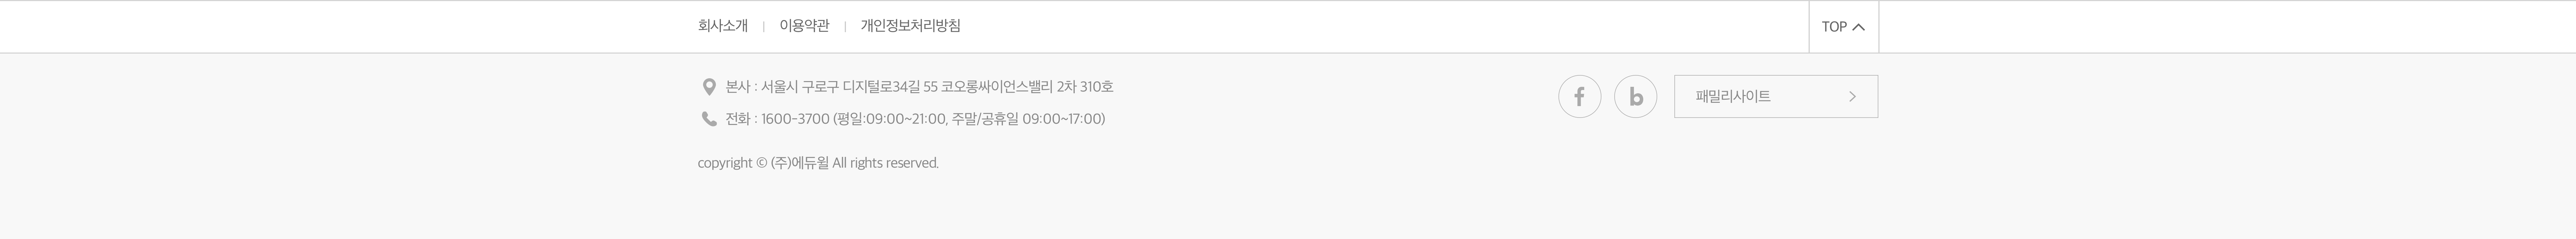 회사소개 | 이용약관 | 개인정보처리방침 TOP
본사 : 서울시 구로구 디지털로34길 55 코오롱싸이언스밸리 2차 310호
전화 : 1600-3700 (평일:09:00~21:00, 주말/공휴일 09:00~17:00)
f b 패밀리사이트
copyright © (주)에듀윌 All rights reserved.